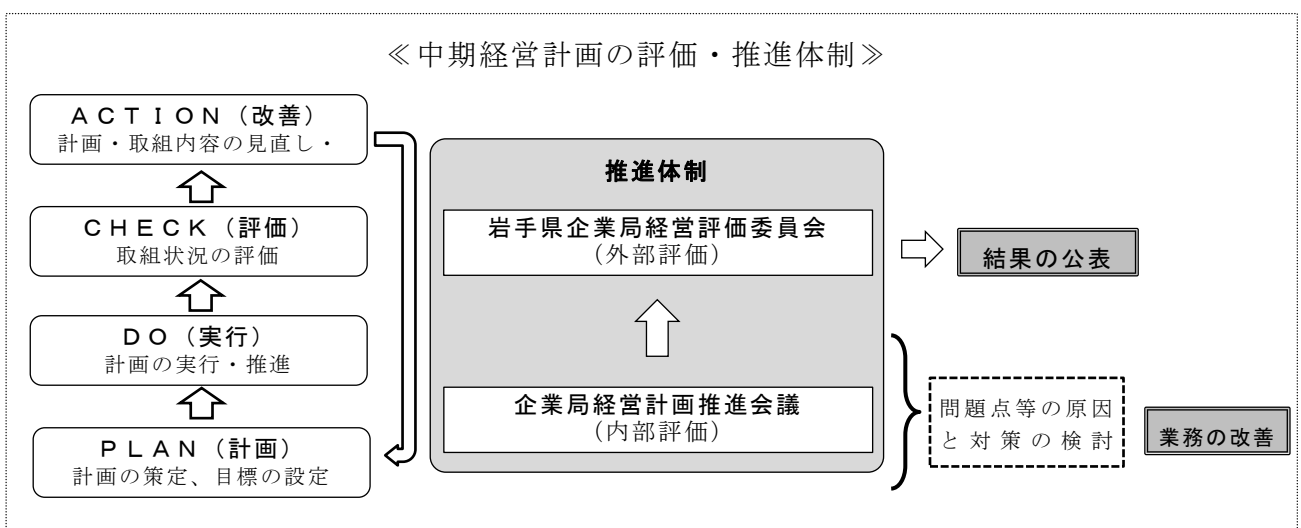 ≪中期経営計画の評価・推進体制≫
ACTION（改善）
計画・取組内容の見直し・
CHECK（評価）
取組状況の評価
DO（実行）
計画の実行・推進
PLAN（計画）
計画の策定、目標の設定
推進体制
岩手県企業局経営評価委員会
（外部評価）
企業局経営計画推進会議
（内部評価）
結果の公表
問題点等の原因
と対策の検討
業務の改善